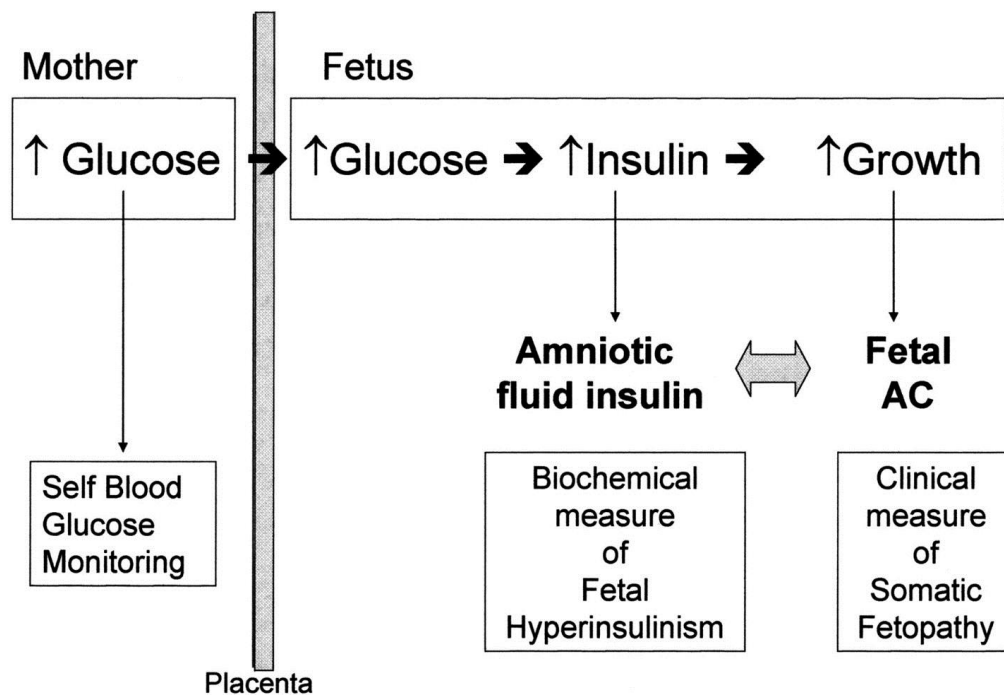 Mother
Fetus
↑ Glucose ➔ ↑Glucose ➔ ↑Insulin ➔ ↑Growth
Amniotic
fluid insulin
Fetal
AC
Self Blood
Glucose
Monitoring
Biochemical
measure
of
Fetal
Hyperinsulinism
Clinical
measure
of
Somatic
Fetopathy
Placenta